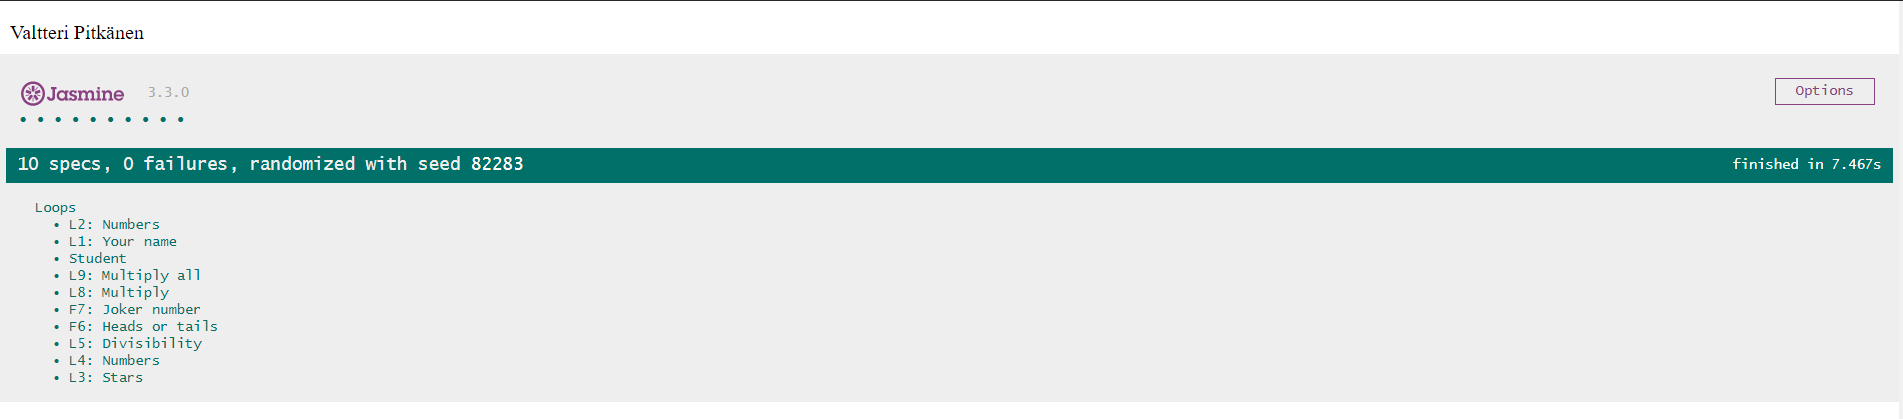 Valtteri Pitkänen
Jasmine 3.3.0 Options
• • • • • • • • • •
10 specs, 0 failures, randomized with seed 82283 finished in 7.467s
Loops
• L2: Numbers
• L1: Your name
• Student
• L9: Multiply all
• L8: Multiply
• F7: Joker number
• F6: Heads or tails
• L5: Divisibility
• L4: Numbers
• L3: Stars